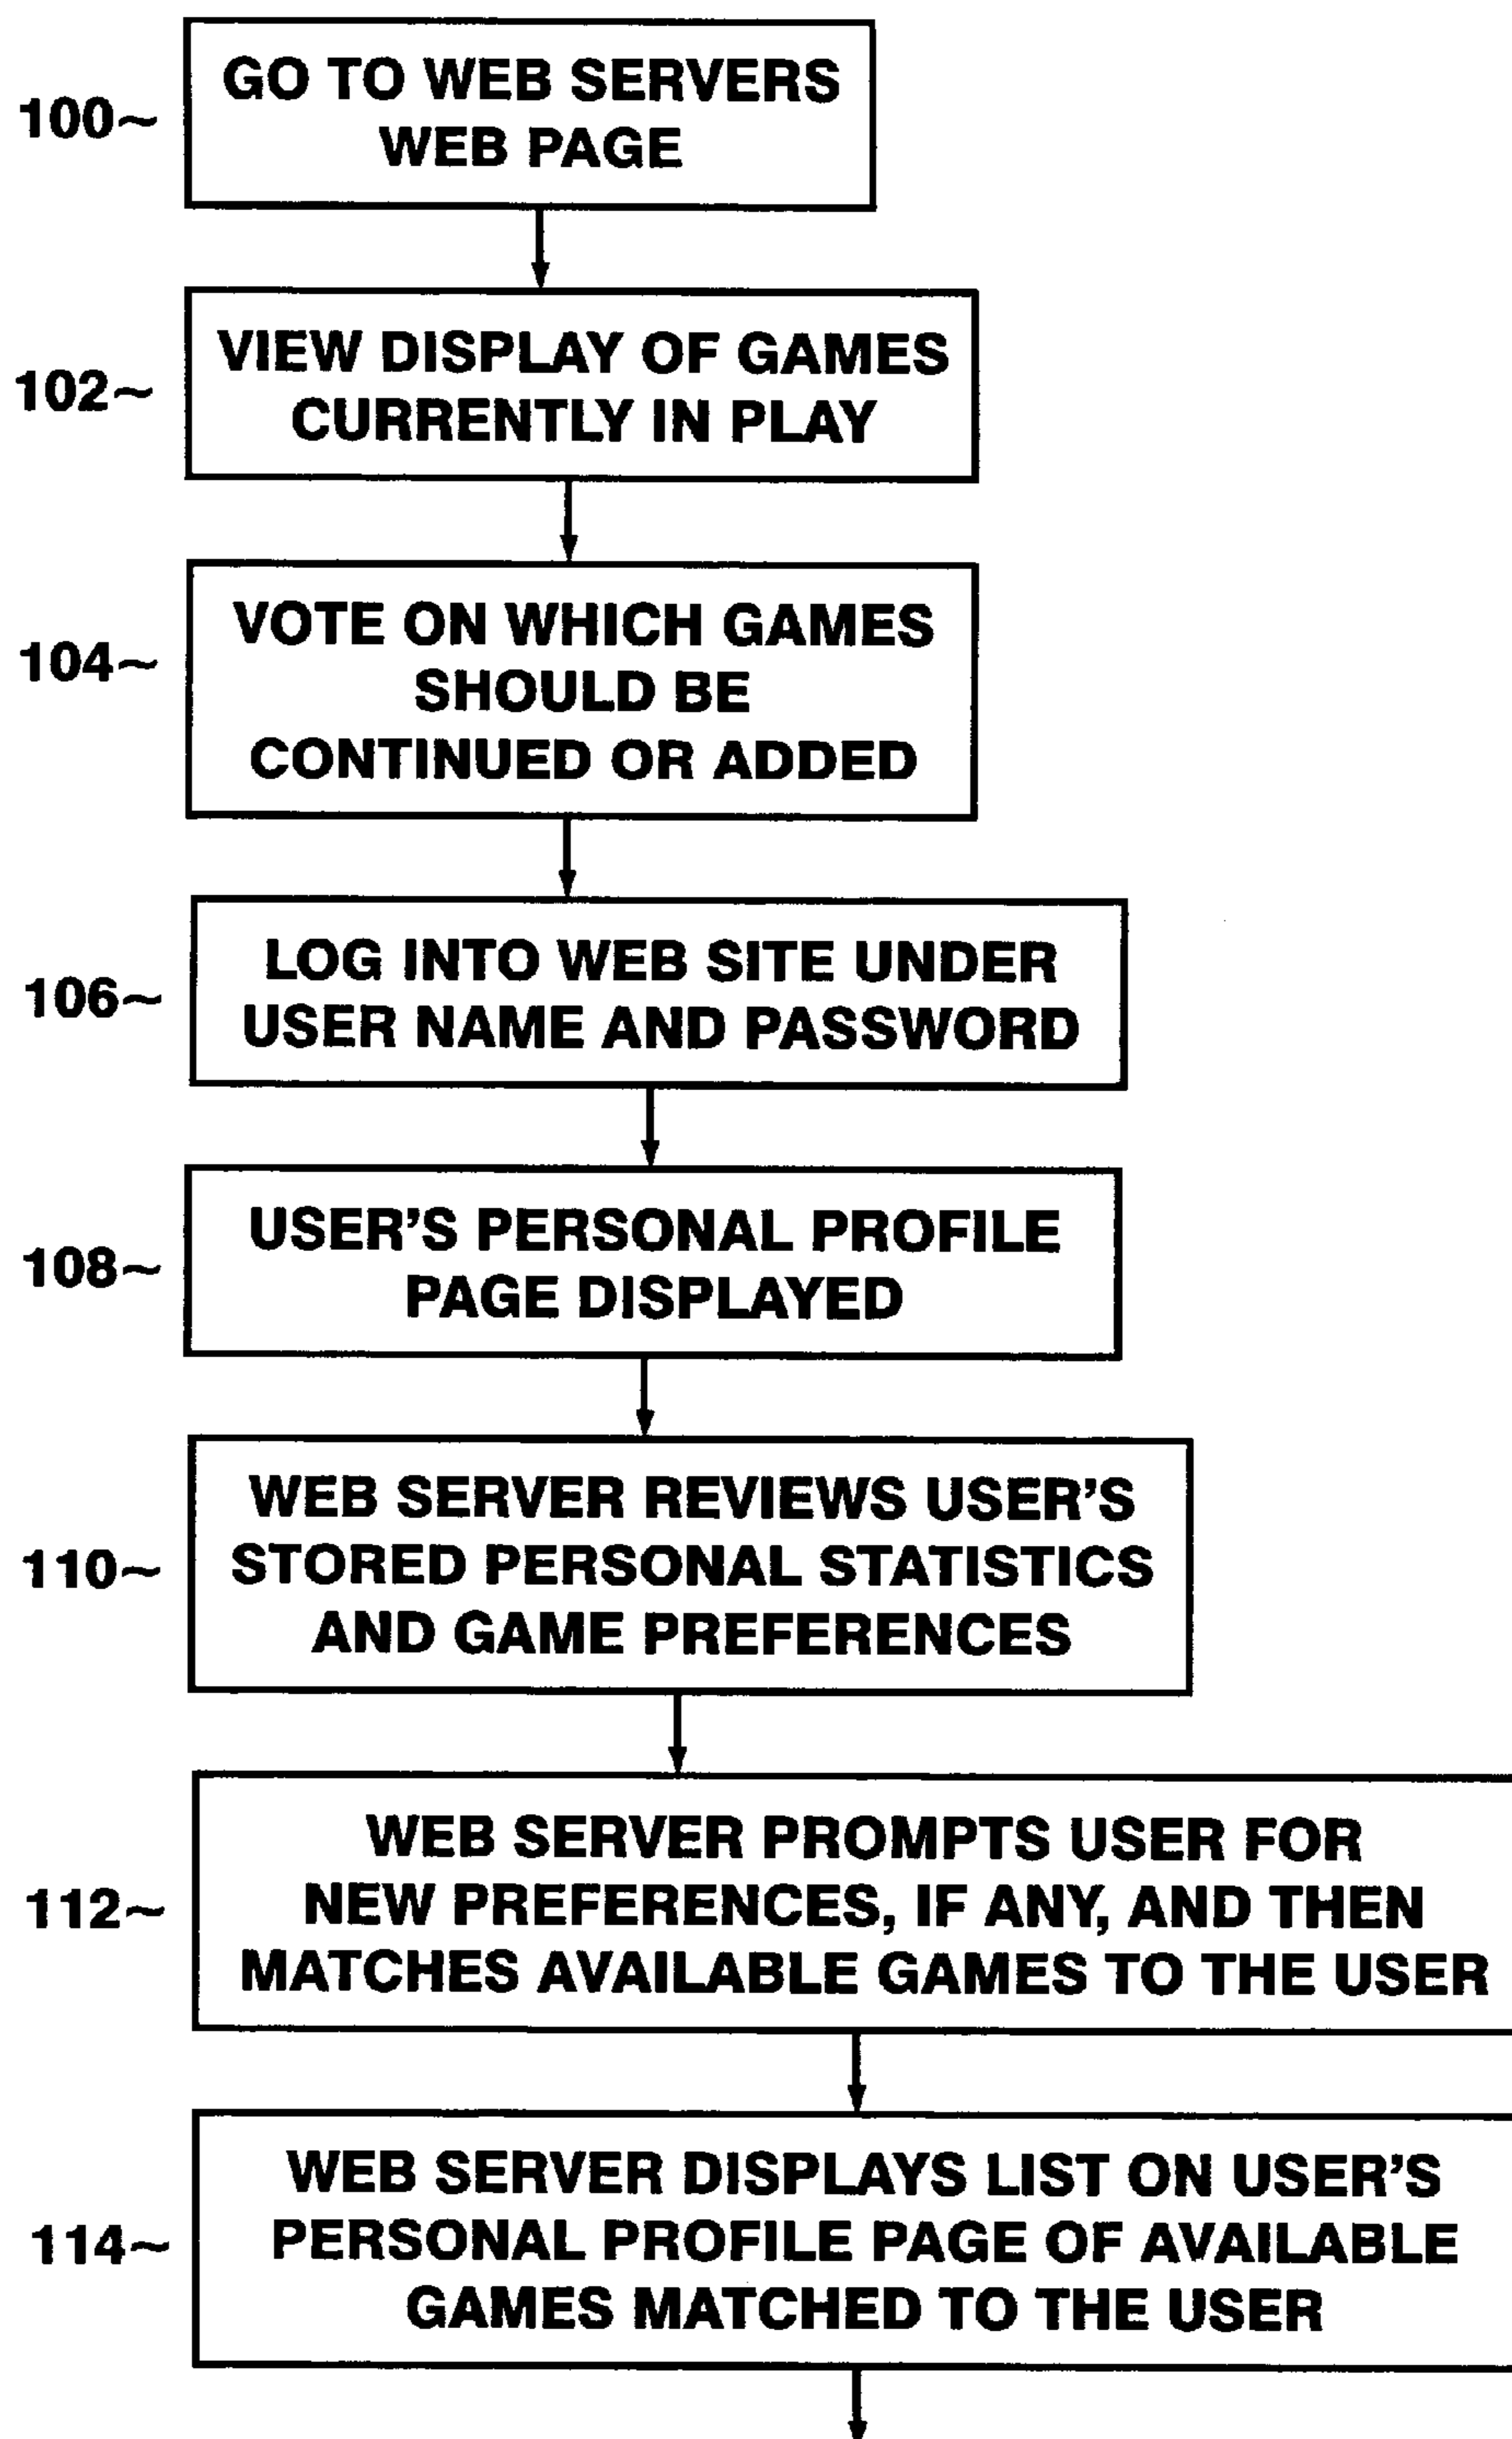 100~
GO TO WEB SERVERS
WEB PAGE
102~
VIEW DISPLAY OF GAMES
CURRENTLY IN PLAY
104~
VOTE ON WHICH GAMES
SHOULD BE
CONTINUED OR ADDED
106~
LOG INTO WEB SITE UNDER
USER NAME AND PASSWORD
108~
USER'S PERSONAL PROFILE
PAGE DISPLAYED
110~
WEB SERVER REVIEWS USER'S
STORED PERSONAL STATISTICS
AND GAME PREFERENCES
112~
WEB SERVER PROMPTS USER FOR
NEW PREFERENCES, IF ANY, AND THEN
MATCHES AVAILABLE GAMES TO THE USER
114~
WEB SERVER DISPLAYS LIST ON USER'S
PERSONAL PROFILE PAGE OF AVAILABLE
GAMES MATCHED TO THE USER